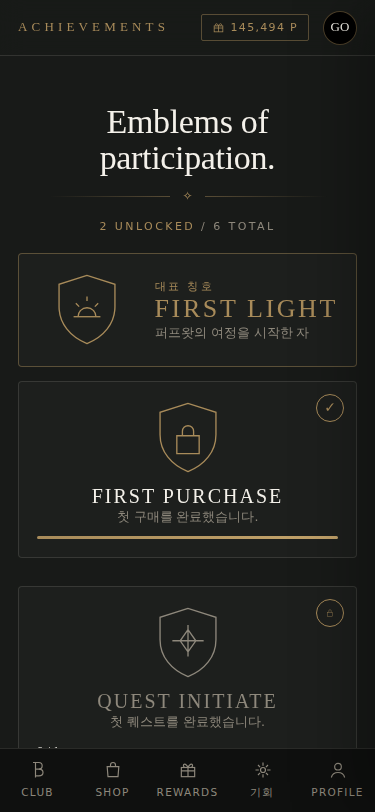 ACHIEVEMENTS
145,494 P
GO
Emblems of
participation.
2 UNLOCKED / 6 TOTAL
대표 칭호
FIRST LIGHT
퍼프왓의 여정을 시작한 자
FIRST PURCHASE
첫 구매를 완료했습니다.
QUEST INITIATE
첫 퀘스트를 완료했습니다.
CLUB
SHOP
REWARDS
기회
PROFILE